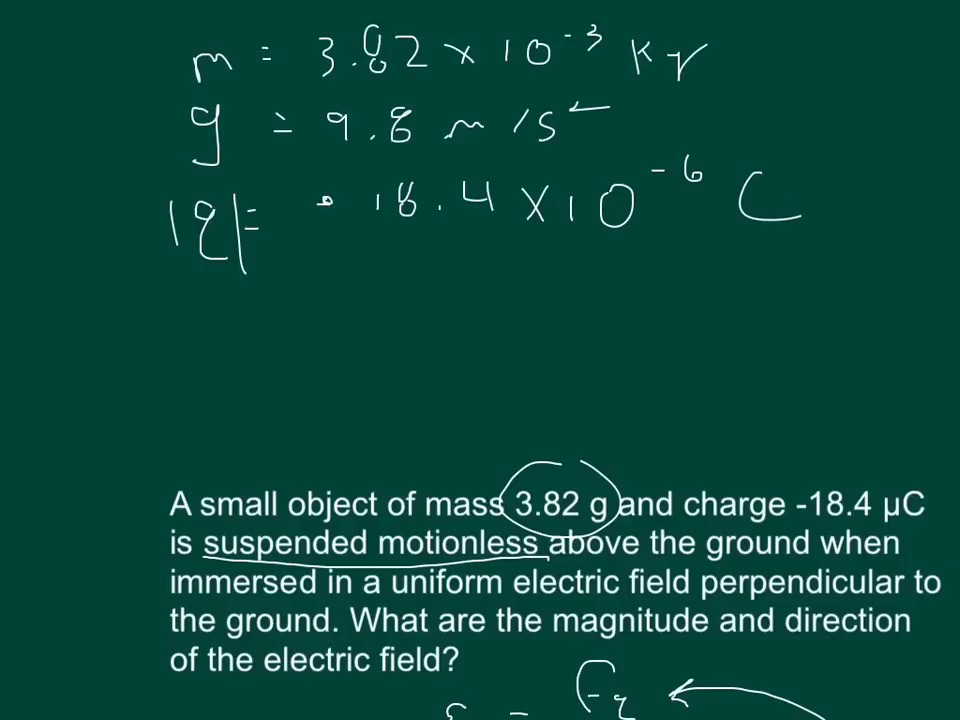 m = 3.82 × 10⁻³ kg
g = 9.8 m/s²
|q| = 18.4 × 10⁻⁶ C
A small object of mass 3.82 g and charge -18.4 µC
is suspended motionless above the ground when
immersed in a uniform electric field perpendicular to
the ground. What are the magnitude and direction
of the electric field?
=